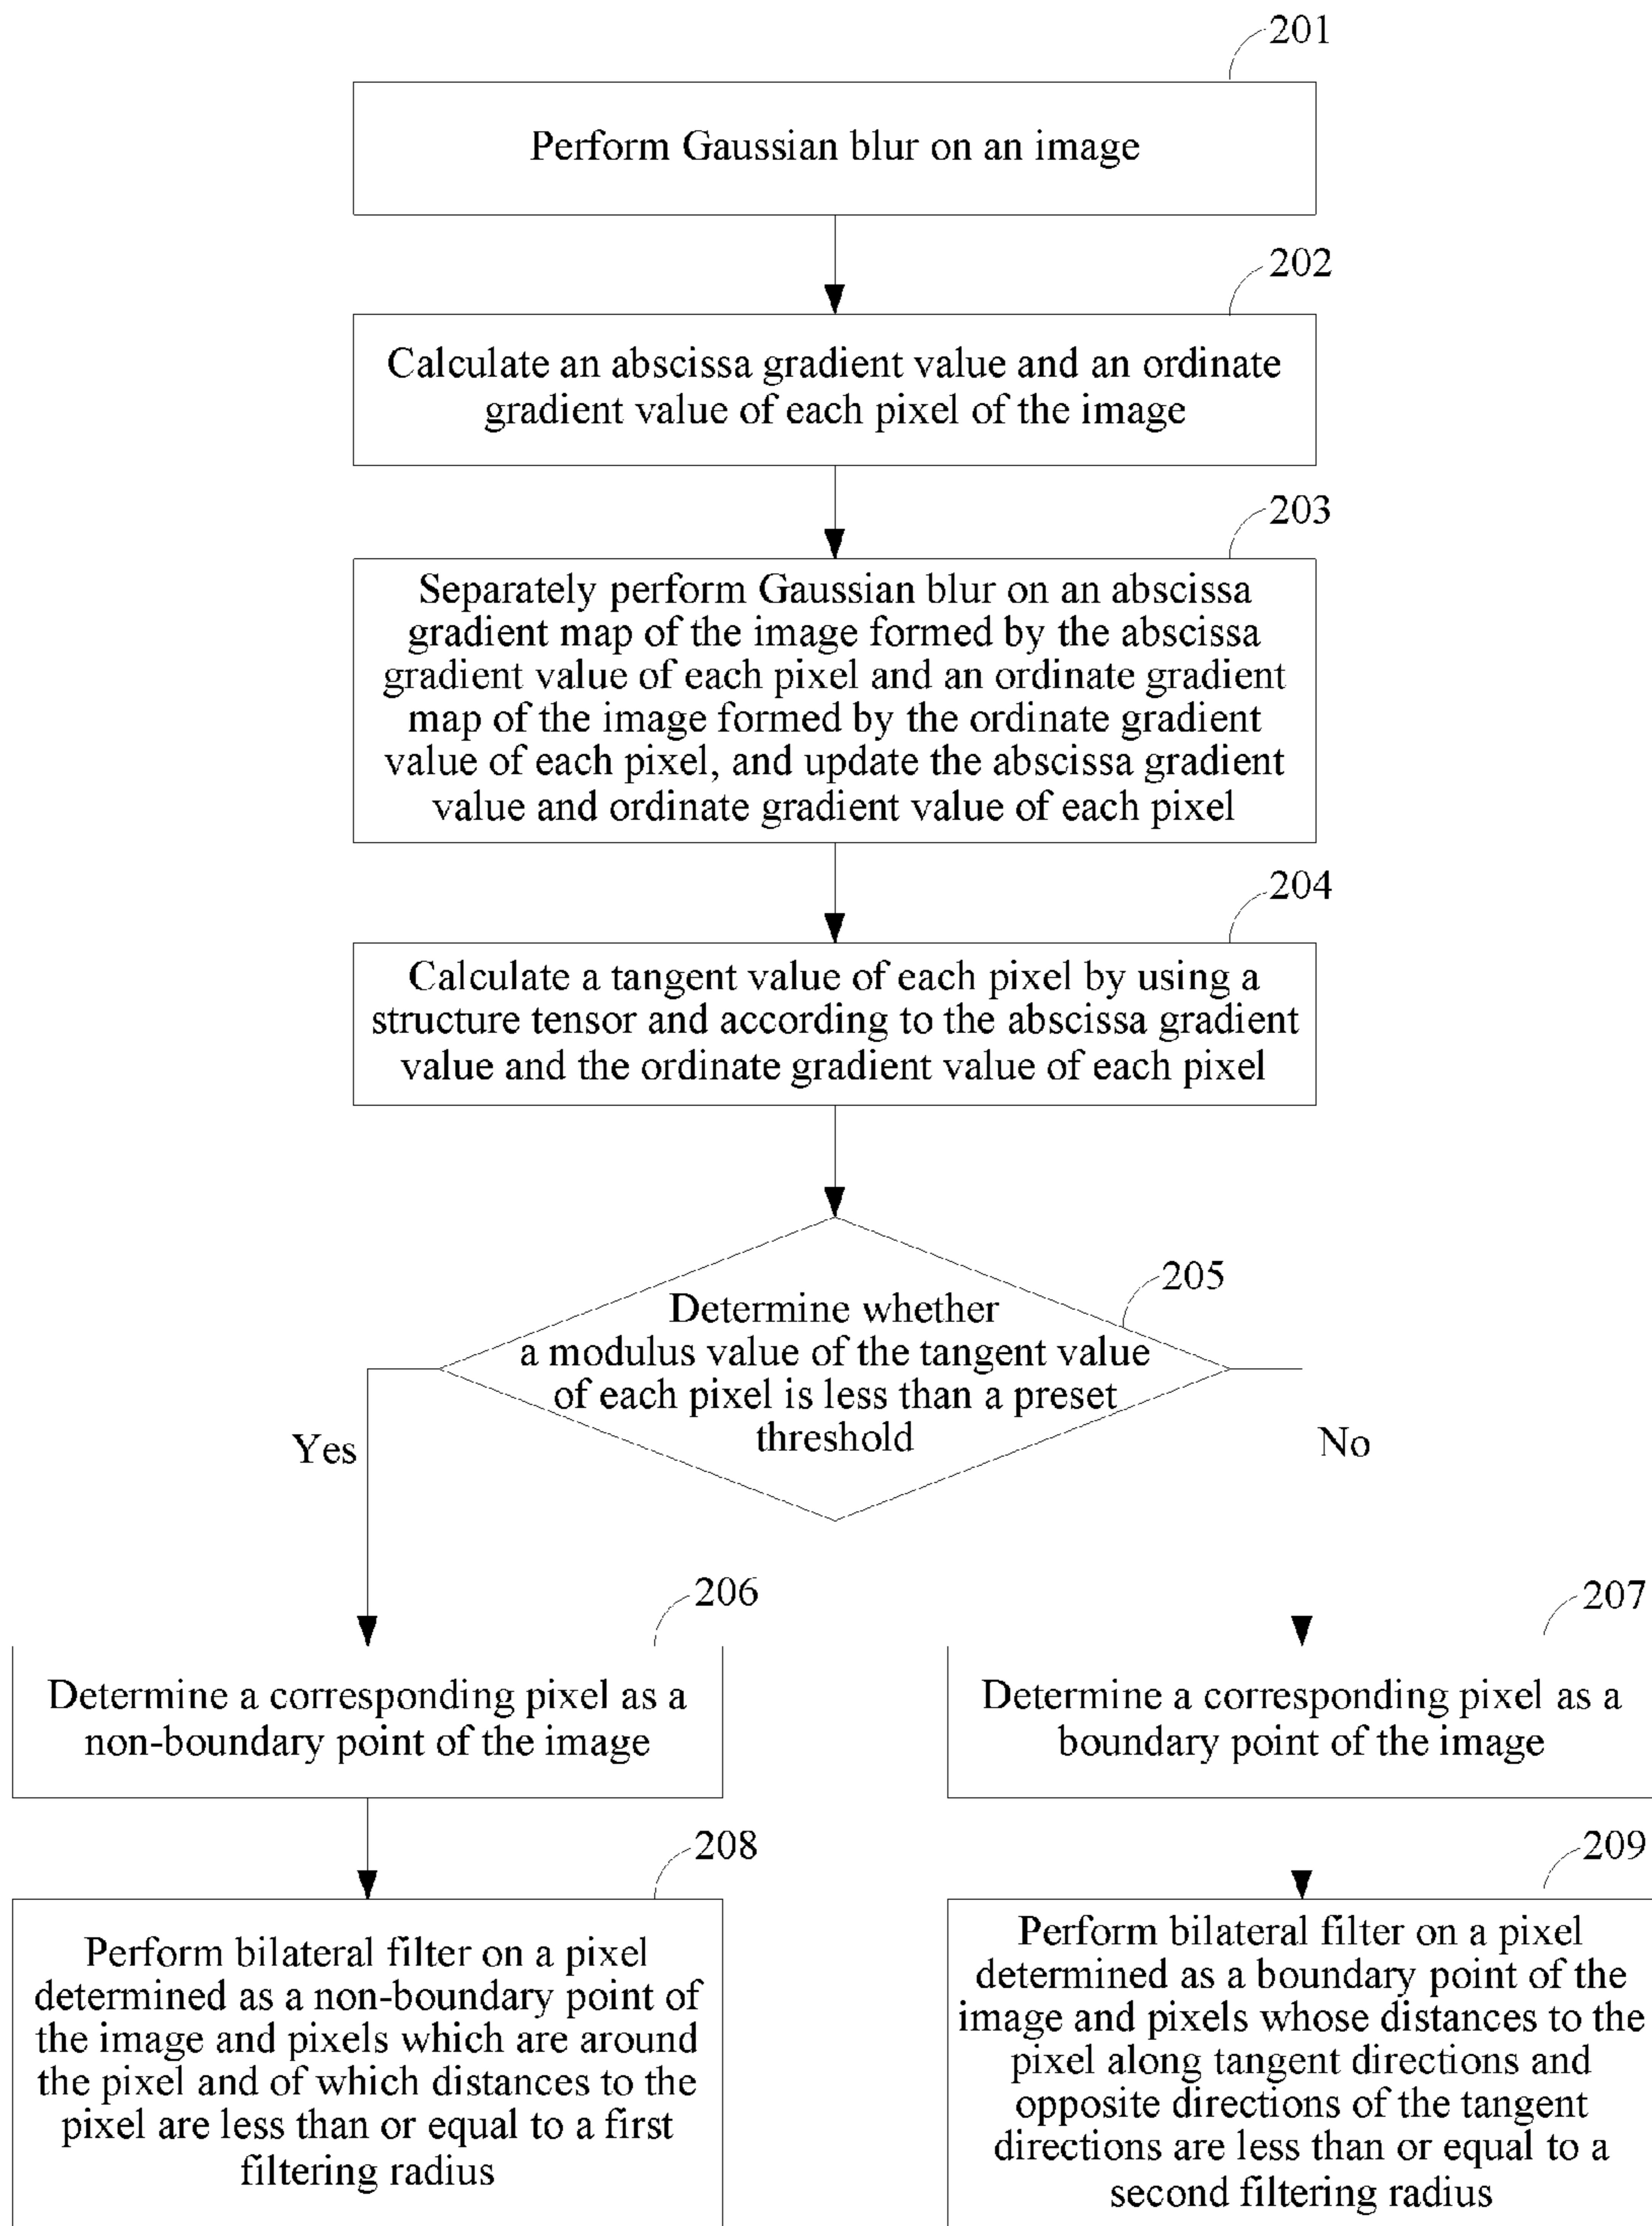 201
Perform Gaussian blur on an image
202
Calculate an abscissa gradient value and an ordinate
gradient value of each pixel of the image
203
Separately perform Gaussian blur on an abscissa
gradient map of the image formed by the abscissa
gradient value of each pixel and an ordinate gradient
map of the image formed by the ordinate gradient
value of each pixel, and update the abscissa gradient
value and ordinate gradient value of each pixel
204
Calculate a tangent value of each pixel by using a
structure tensor and according to the abscissa gradient
value and the ordinate gradient value of each pixel
205
Determine whether
a modulus value of the tangent value
of each pixel is less than a preset
threshold
Yes
No
206
Determine a corresponding pixel as a
non-boundary point of the image
207
Determine a corresponding pixel as a
boundary point of the image
208
Perform bilateral filter on a pixel
determined as a non-boundary point of
the image and pixels which are around
the pixel and of which distances to the
pixel are less than or equal to a first
filtering radius
209
Perform bilateral filter on a pixel
determined as a boundary point of the
image and pixels whose distances to the
pixel along tangent directions and
opposite directions of the tangent
directions are less than or equal to a
second filtering radius